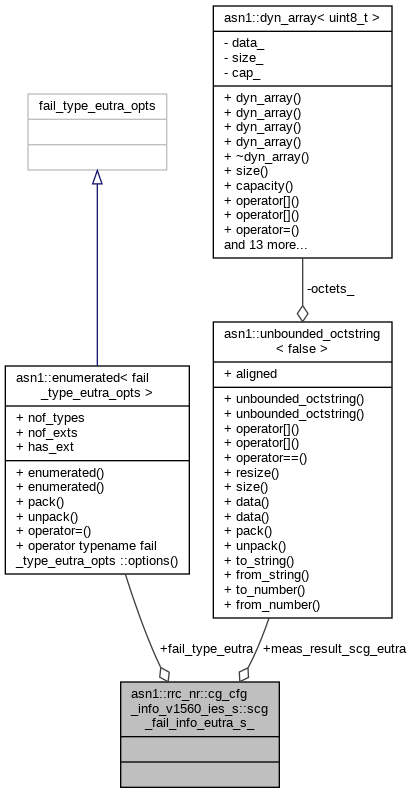 asn1::dyn_array< uint8_t >
- data_
- size_
- cap_
+ dyn_array()
+ dyn_array()
+ dyn_array()
+ dyn_array()
+ ~dyn_array()
+ size()
+ capacity()
+ operator[]()
+ operator[]()
+ operator=()
and 13 more...
fail_type_eutra_opts
-octets_
asn1::unbounded_octstring
< false >
+ aligned
+ unbounded_octstring()
+ unbounded_octstring()
+ operator[]()
+ operator[]()
+ operator==()
+ resize()
+ size()
+ data()
+ data()
+ pack()
+ unpack()
+ to_string()
+ from_string()
+ to_number()
+ from_number()
asn1::enumerated< fail
_type_eutra_opts >
+ nof_types
+ nof_exts
+ has_ext
+ enumerated()
+ enumerated()
+ pack()
+ unpack()
+ operator=()
+ operator typename fail
_type_eutra_opts ::options()
+fail_type_eutra
+meas_result_scg_eutra
asn1::rrc_nr::cg_cfg
_info_v1560_ies_s::scg
_fail_info_eutra_s_